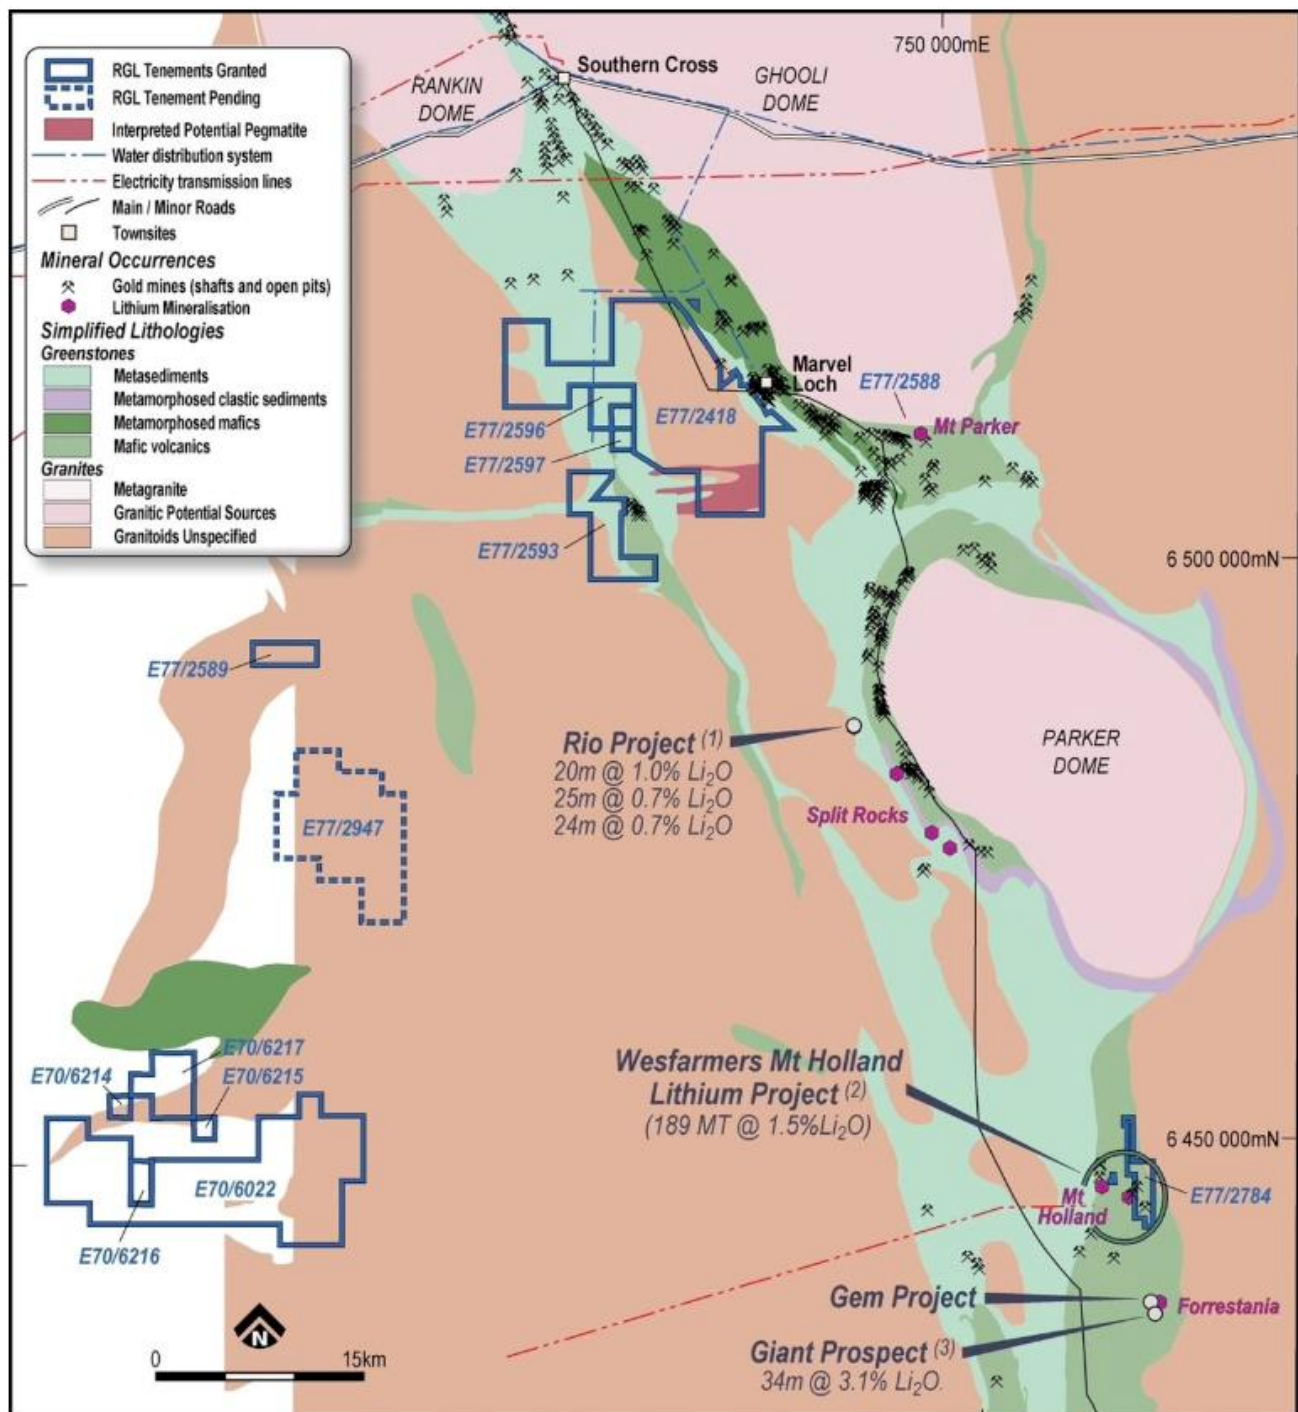 750 000mE
Southern Cross
RANKIN
DOME
GHOOLI
DOME
RGL Tenements Granted
RGL Tenement Pending
Interpreted Potential Pegmatite
Water distribution system
Electricity transmission lines
Main / Minor Roads
Townsites
Mineral Occurrences
Gold mines (shafts and open pits)
Lithium Mineralisation
Simplified Lithologies
Greenstones
Metasediments
Metamorphosed clastic sediments
Metamorphosed mafics
Mafic volcanics
Granites
Metagranite
Granitic Potential Sources
Granitoids Unspecified
Marvel
Loch
E77/2588
Mt Parker
E77/2596
E77/2418
E77/2597
E77/2593
6 500 000mN
E77/2589
Rio Project (1)
20m @ 1.0% Li₂O
25m @ 0.7% Li₂O
24m @ 0.7% Li₂O
PARKER
DOME
Split Rocks
E77/2947
E70/6217
E70/6214
E70/6215
Wesfarmers Mt Holland
Lithium Project (2)
(189 MT @ 1.5%Li₂O)
6 450 000mN
E70/6022
E70/6216
Mt
Holland
E77/2784
Gem Project
Forrestania
Giant Prospect (3)
34m @ 3.1% Li₂O.
N
0 15km